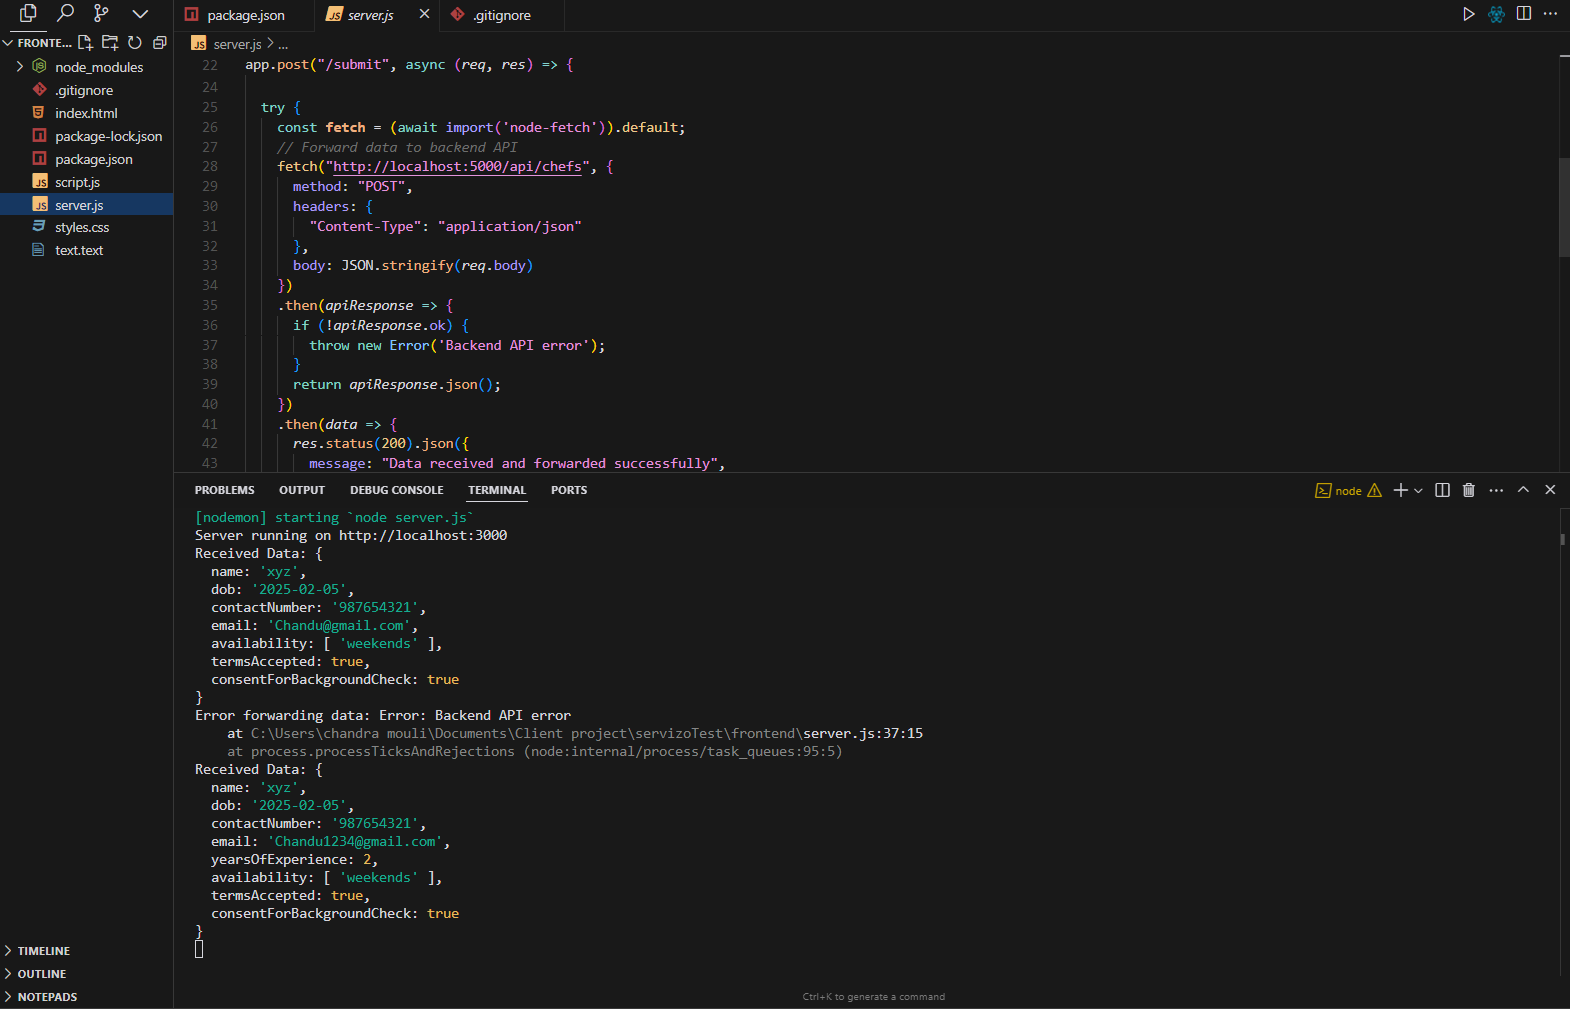 package.json
server.js
.gitignore
FRONTE...
node_modules
.gitignore
index.html
package-lock.json
package.json
script.js
server.js
styles.css
text.text
TIMELINE
OUTLINE
NOTEPADS
server.js > ...
22 app.post("/submit", async (req, res) => {
24
25 try {
26 const fetch = (await import('node-fetch')).default;
27 // Forward data to backend API
28 fetch("http://localhost:5000/api/chefs", {
29 method: "POST",
30 headers: {
31 "Content-Type": "application/json"
32 },
33 body: JSON.stringify(req.body)
34 })
35 .then(apiResponse => {
36 if (!apiResponse.ok) {
37 throw new Error('Backend API error');
38 }
39 return apiResponse.json();
40 })
41 .then(data => {
42 res.status(200).json({
43 message: "Data received and forwarded successfully",
PROBLEMS OUTPUT DEBUG CONSOLE TERMINAL PORTS
node
[nodemon] starting `node server.js`
Server running on http://localhost:3000
Received Data: {
name: 'xyz',
dob: '2025-02-05',
contactNumber: '987654321',
email: 'Chandu@gmail.com',
availability: [ 'weekends' ],
termsAccepted: true,
consentForBackgroundCheck: true
}
Error forwarding data: Error: Backend API error
at C:\Users\chandra mouli\Documents\Client project\servizoTest\frontend\server.js:37:15
at process.processTicksAndRejections (node:internal/process/task_queues:95:5)
Received Data: {
name: 'xyz',
dob: '2025-02-05',
contactNumber: '987654321',
email: 'Chandu1234@gmail.com',
yearsOfExperience: 2,
availability: [ 'weekends' ],
termsAccepted: true,
consentForBackgroundCheck: true
}
Ctrl+K to generate a command